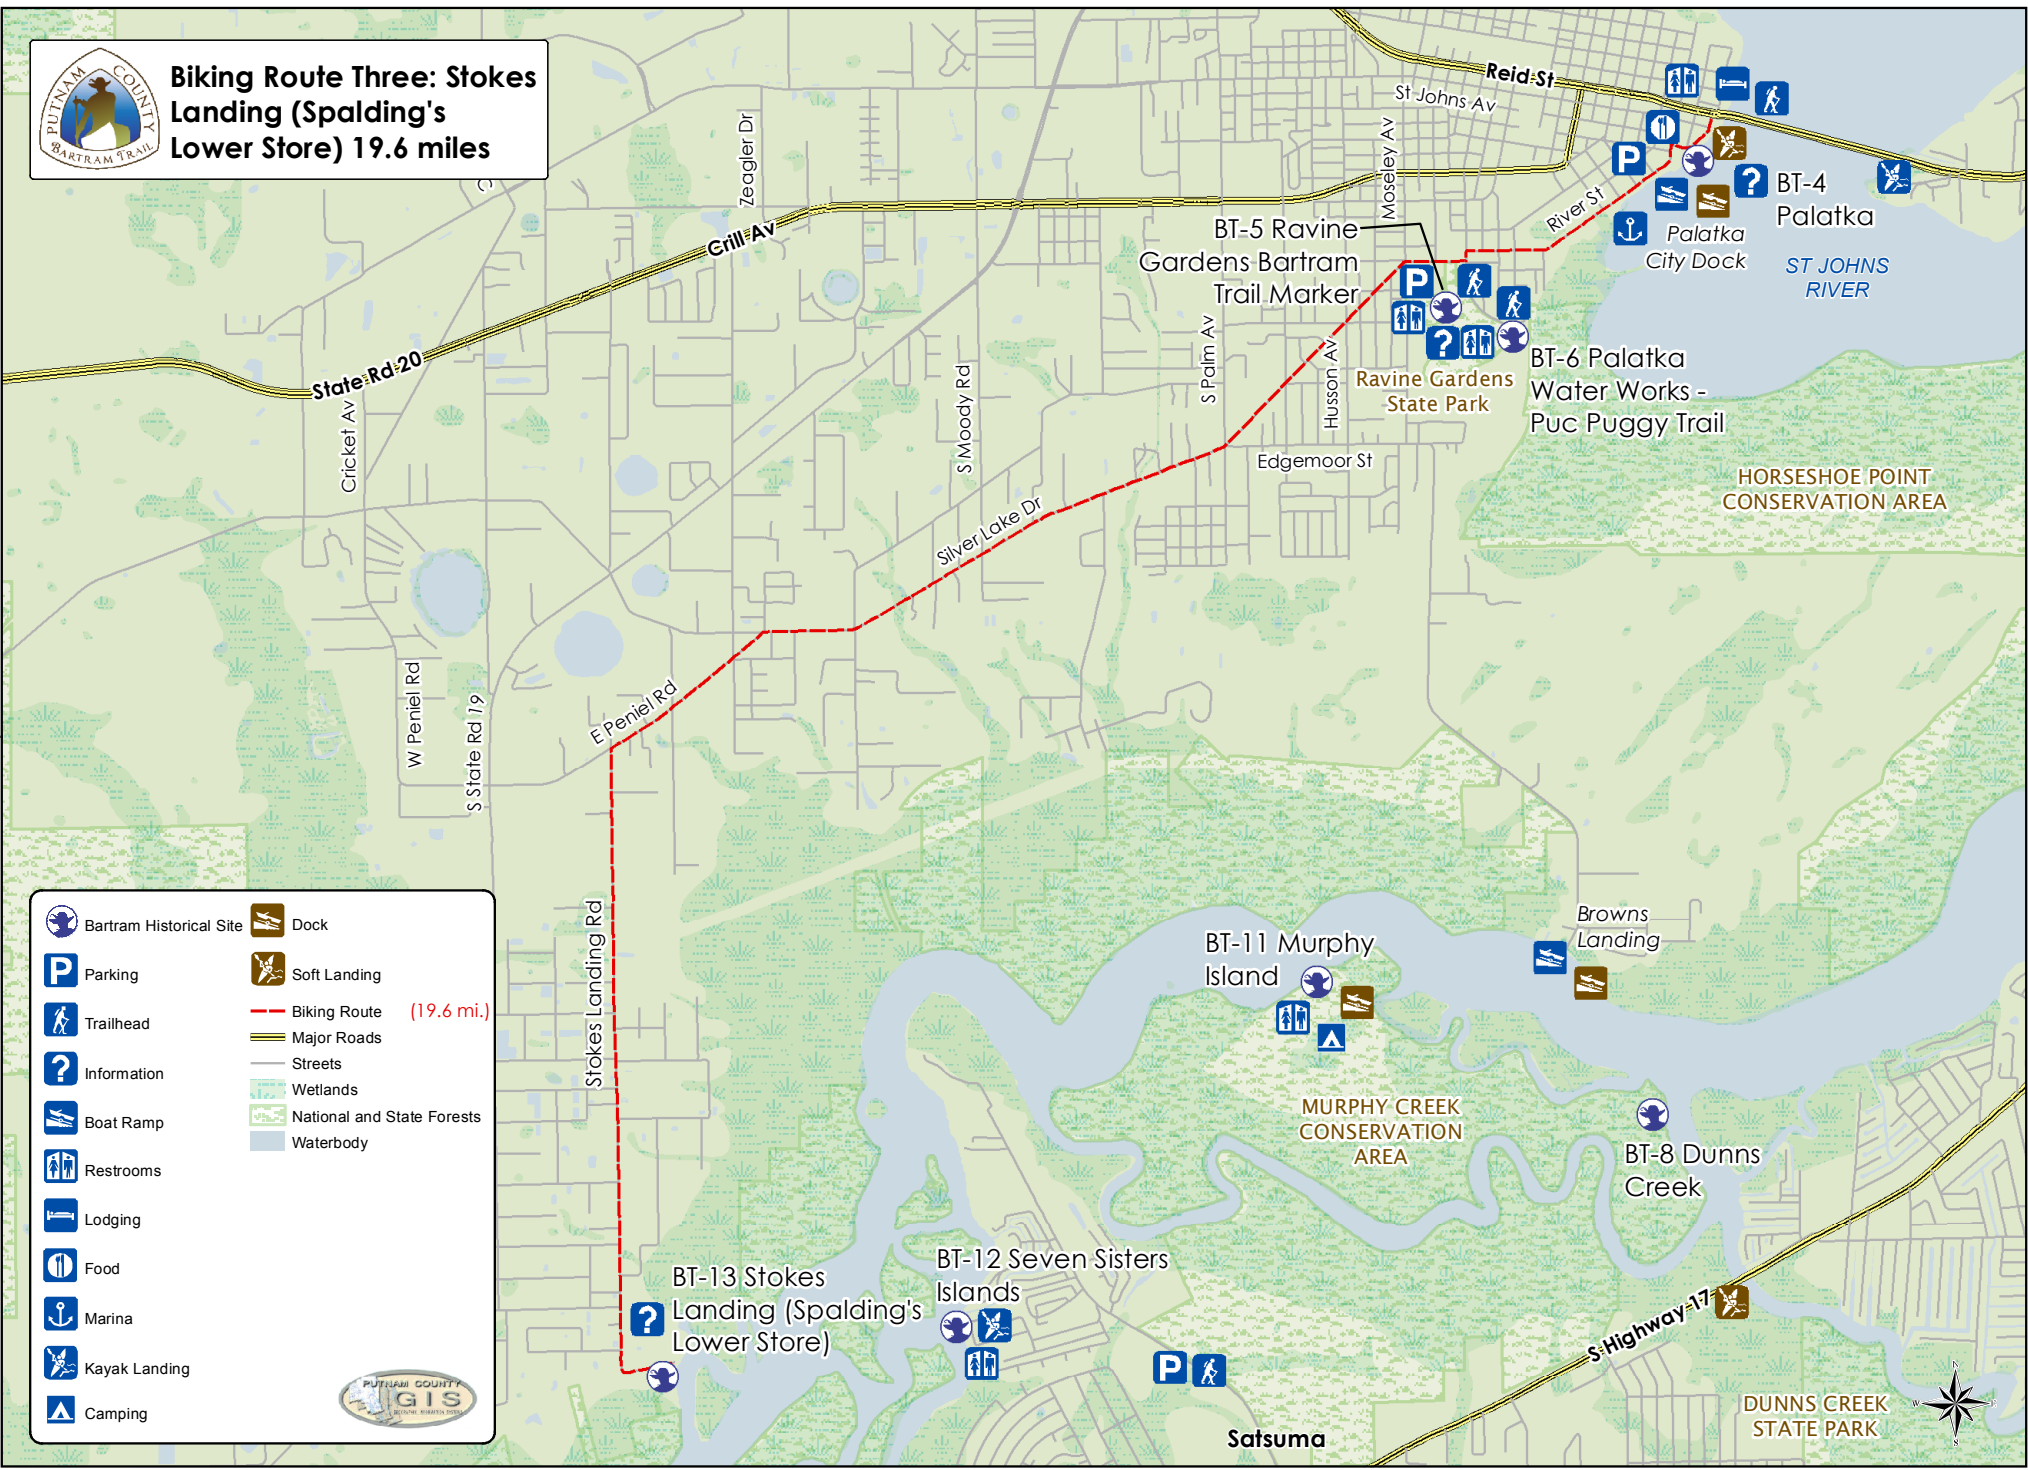 PUTNAM COUNTY
BARTRAM TRAIL
Biking Route Three: Stokes
Landing (Spalding's
Lower Store) 19.6 miles
Reid St
St Johns Av
Moseley Av
Zeagler Dr
Crill Av
State Rd 20
Cricket Av
River St
BT-4
Palatka
Palatka
City Dock
ST JOHNS
RIVER
BT-5 Ravine
Gardens Bartram
Trail Marker
S Palm Av
Husson Av
Ravine Gardens
State Park
BT-6 Palatka
Water Works -
Puc Puggy Trail
S Moody Rd
Edgemoor St
HORSESHOE POINT
CONSERVATION AREA
Silver Lake Dr
W Peniel Rd
S State Rd 19
E Peniel Rd
Stokes Landing Rd
Browns
Landing
BT-11 Murphy
Island
MURPHY CREEK
CONSERVATION
AREA
BT-8 Dunns
Creek
BT-12 Seven Sisters
Islands
BT-13 Stokes
Landing (Spalding's
Lower Store)
S Highway 17
Satsuma
DUNNS CREEK
STATE PARK
N
W
E
S
Bartram Historical Site
P
Parking
Trailhead
?
Information
Boat Ramp
Restrooms
Lodging
Food
Marina
Kayak Landing
Camping
Dock
Soft Landing
Biking Route (19.6 mi.)
Major Roads
Streets
Wetlands
National and State Forests
Waterbody
PUTNAM COUNTY
GIS